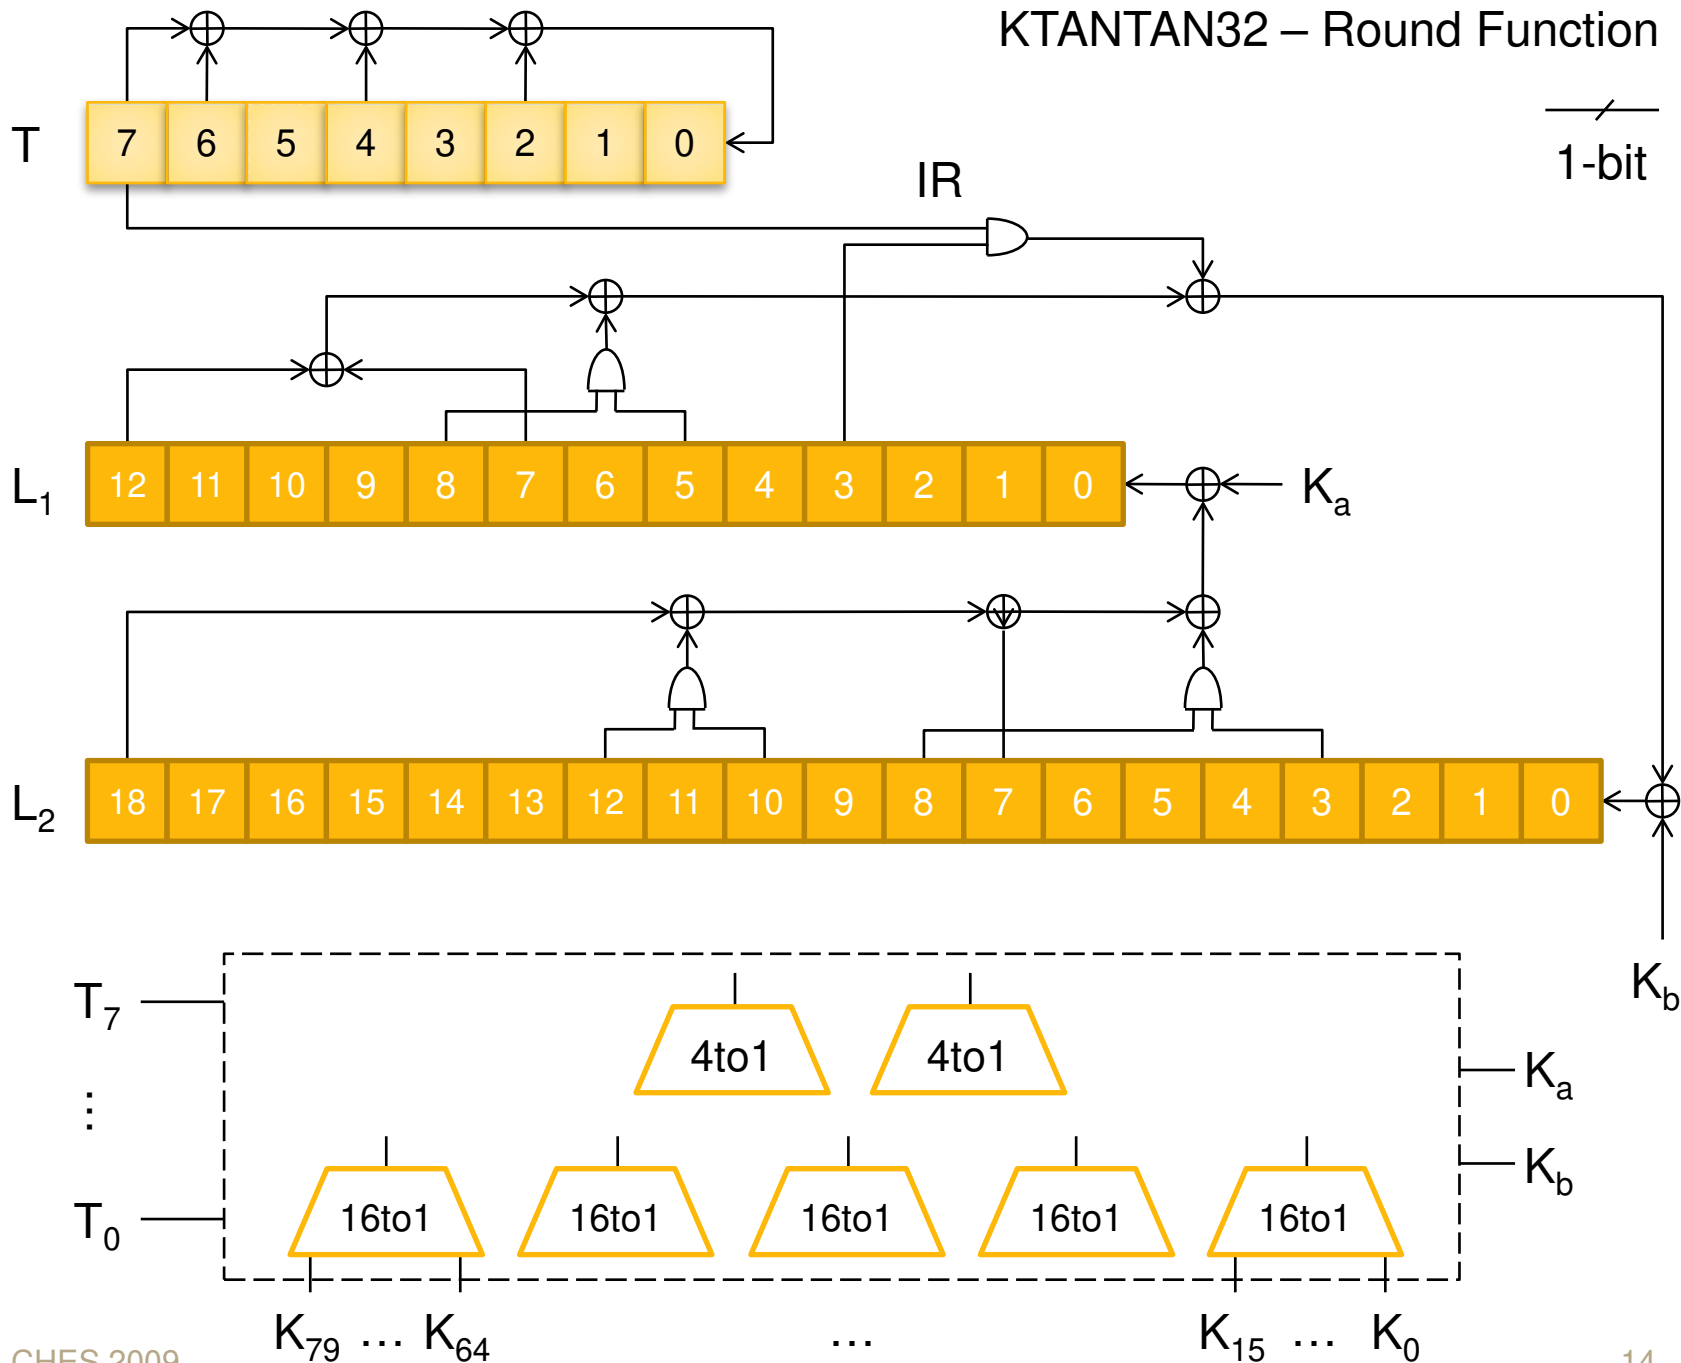 KTANTAN32 – Round Function
T 7 6 5 4 3 2 1 0
1-bit
IR
L1 12 11 10 9 8 7 6 5 4 3 2 1 0 Ka
L2 18 17 16 15 14 13 12 11 10 9 8 7 6 5 4 3 2 1 0
Kb
T7
4to1 4to1
Ka
⋮
Kb
T0
16to1 16to1 16to1 16to1 16to1
K79 … K64 … K15 … K0
CHES 2009 14